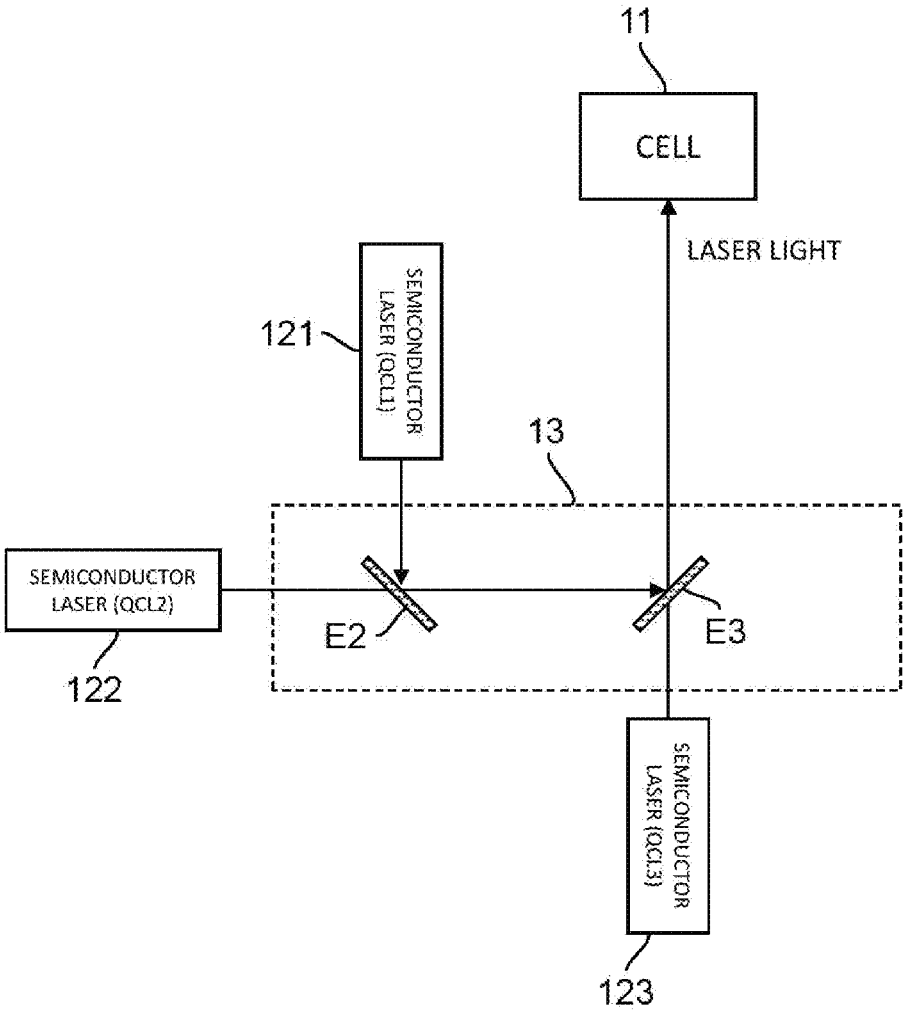 11
CELL
LASER LIGHT
121
SEMICONDUCTOR
LASER (QCL1)
13
SEMICONDUCTOR
LASER (QCL2)
122
E2
E3
SEMICONDUCTOR
LASER (QCL3)
123